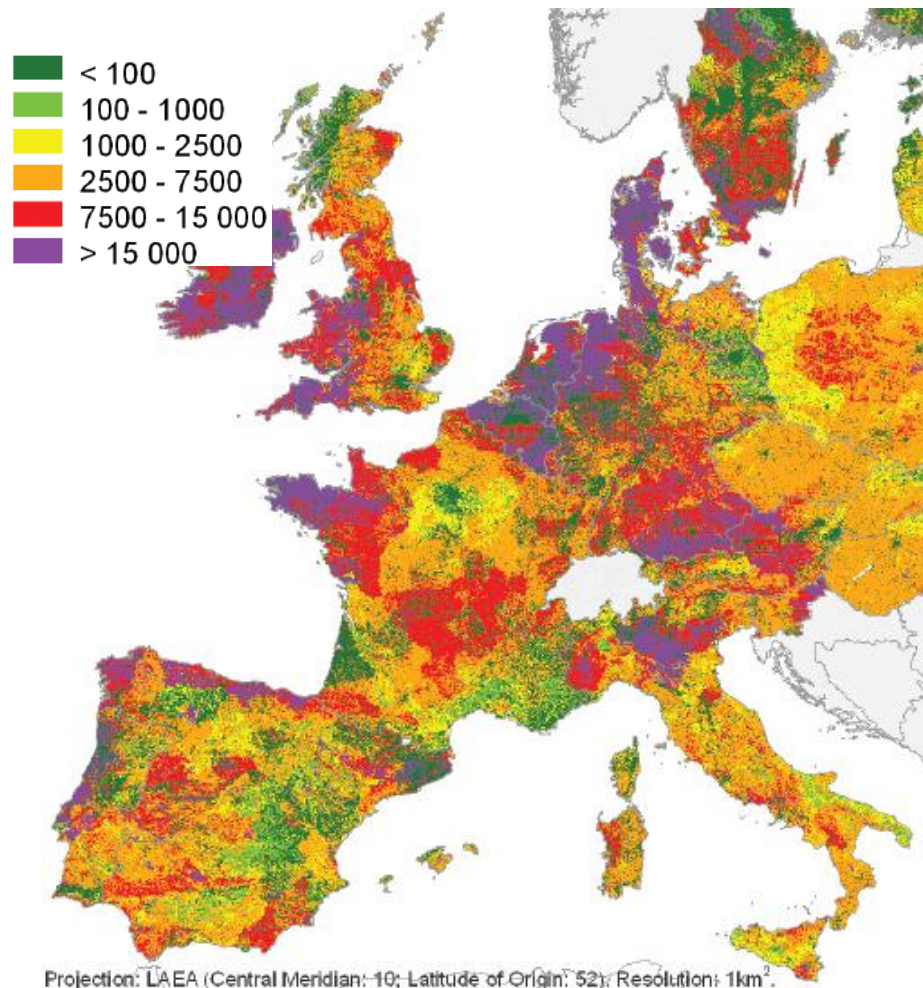 < 100
100 - 1000
1000 - 2500
2500 - 7500
7500 - 15 000
> 15 000
Projection: LAEA (Central Meridian: 10; Latitude of Origin: 52). Resolution: 1km².